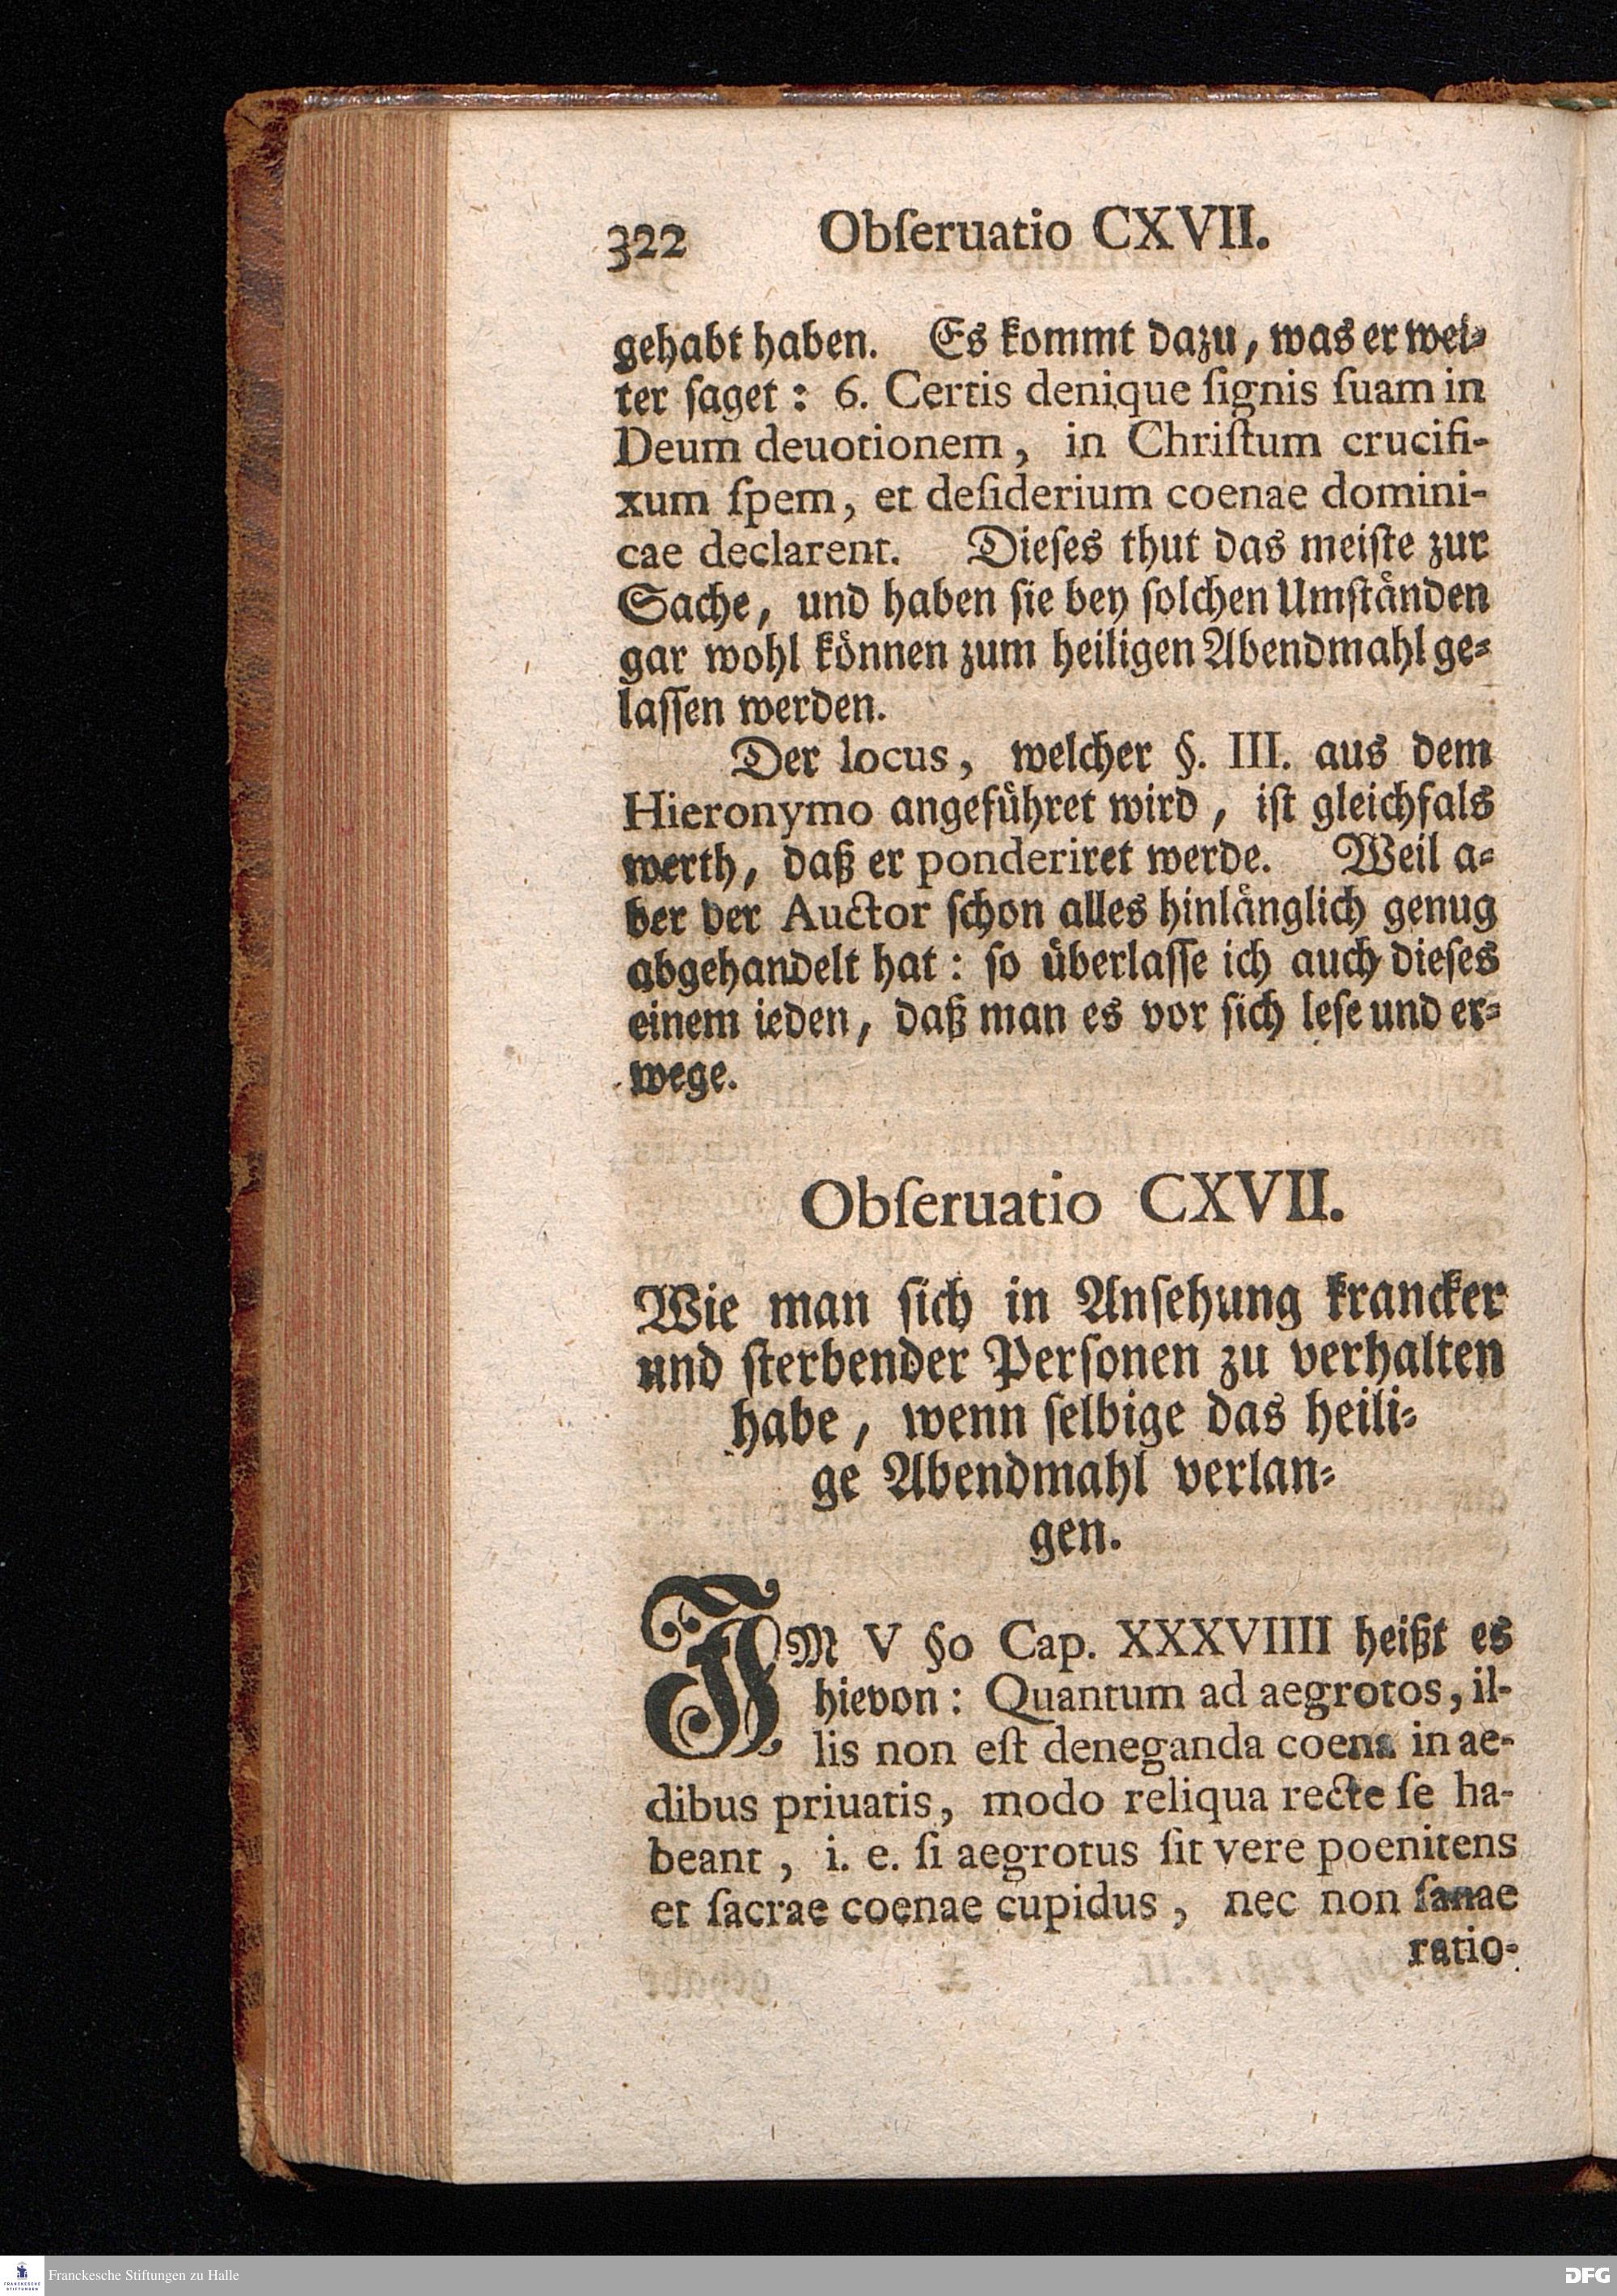 322 Obſeruatio CXVII.
gehabt haben. Es kommt dazu, was er wei⸗
ter ſaget: 6. Certis denique ſignis ſuam in
Deum deuotionem, in Chriſtum crucifi-
xum ſpem, et deſiderium coenae domini-
cae declarent. Dieſes thut das meiſte zur
Sache, und haben ſie bey ſolchen Umſtänden
gar wohl können zum heiligen Abendmahl ge⸗
laſſen werden.
Der locus, welcher §. III. aus dem
Hieronymo angeführet wird, iſt gleichfals
werth, daß er ponderiret werde. Weil a⸗
ber der Auctor ſchon alles hinlänglich genug
abgehandelt hat: ſo überlaſſe ich auch dieſes
einem ieden, daß man es vor ſich leſe und er⸗
wege.
Obſeruatio CXVII.
Wie man ſich in Anſehung krancker
und ſterbender Perſonen zu verhalten
habe, wenn ſelbige das heili⸗
ge Abendmahl verlan⸗
gen.
IM V §o Cap. XXXVIIII heißt es
hievon: Quantum ad aegrotos, il-
lis non eſt deneganda coena in ae-
dibus priuatis, modo reliqua recte ſe ha-
beant, i. e. ſi aegrotus ſit vere poenitens
et ſacrae coenae cupidus, nec non ſanae
ratio-
FRANCKESCHE STIFTUNGEN
Franckesche Stiftungen zu Halle
DFG